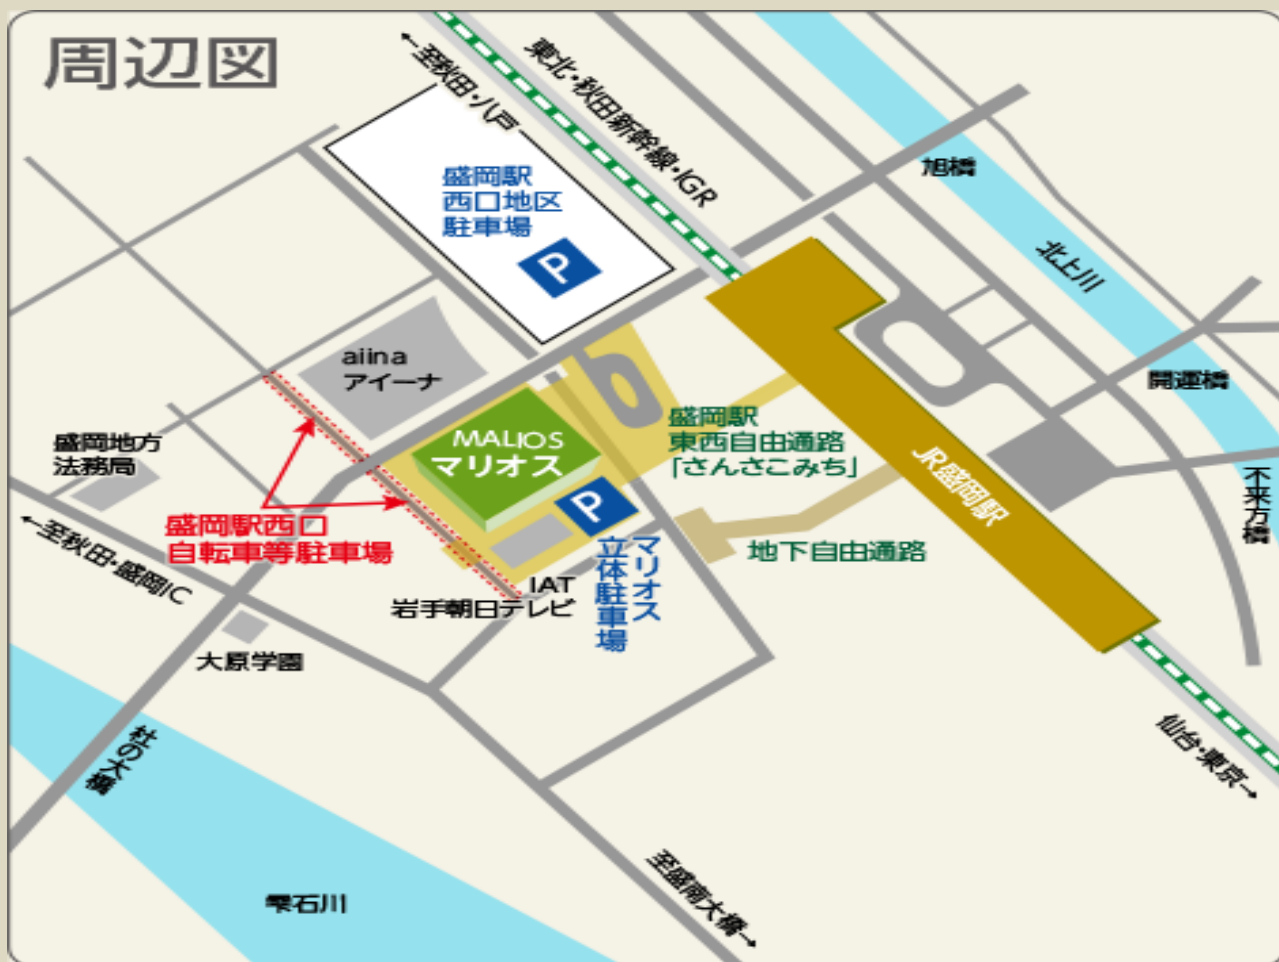 周辺図
←至秋田・八戸
東北・秋田新幹線・IGR
旭橋
盛岡駅
西口地区
駐車場
P
北上川
aiina
アイーナ
開運橋
盛岡駅
東西自由通路
「さんさこみち」
MALIOS
マリオス
盛岡地方
法務局
JR盛岡駅
不来方橋
P
盛岡駅西口
自転車等駐車場
←至秋田・盛岡IC
地下自由通路
マリオス
立体駐車場
IAT
岩手朝日テレビ
大原学園
杜の大橋
仙台・東京→
至盛南大橋→
雫石川